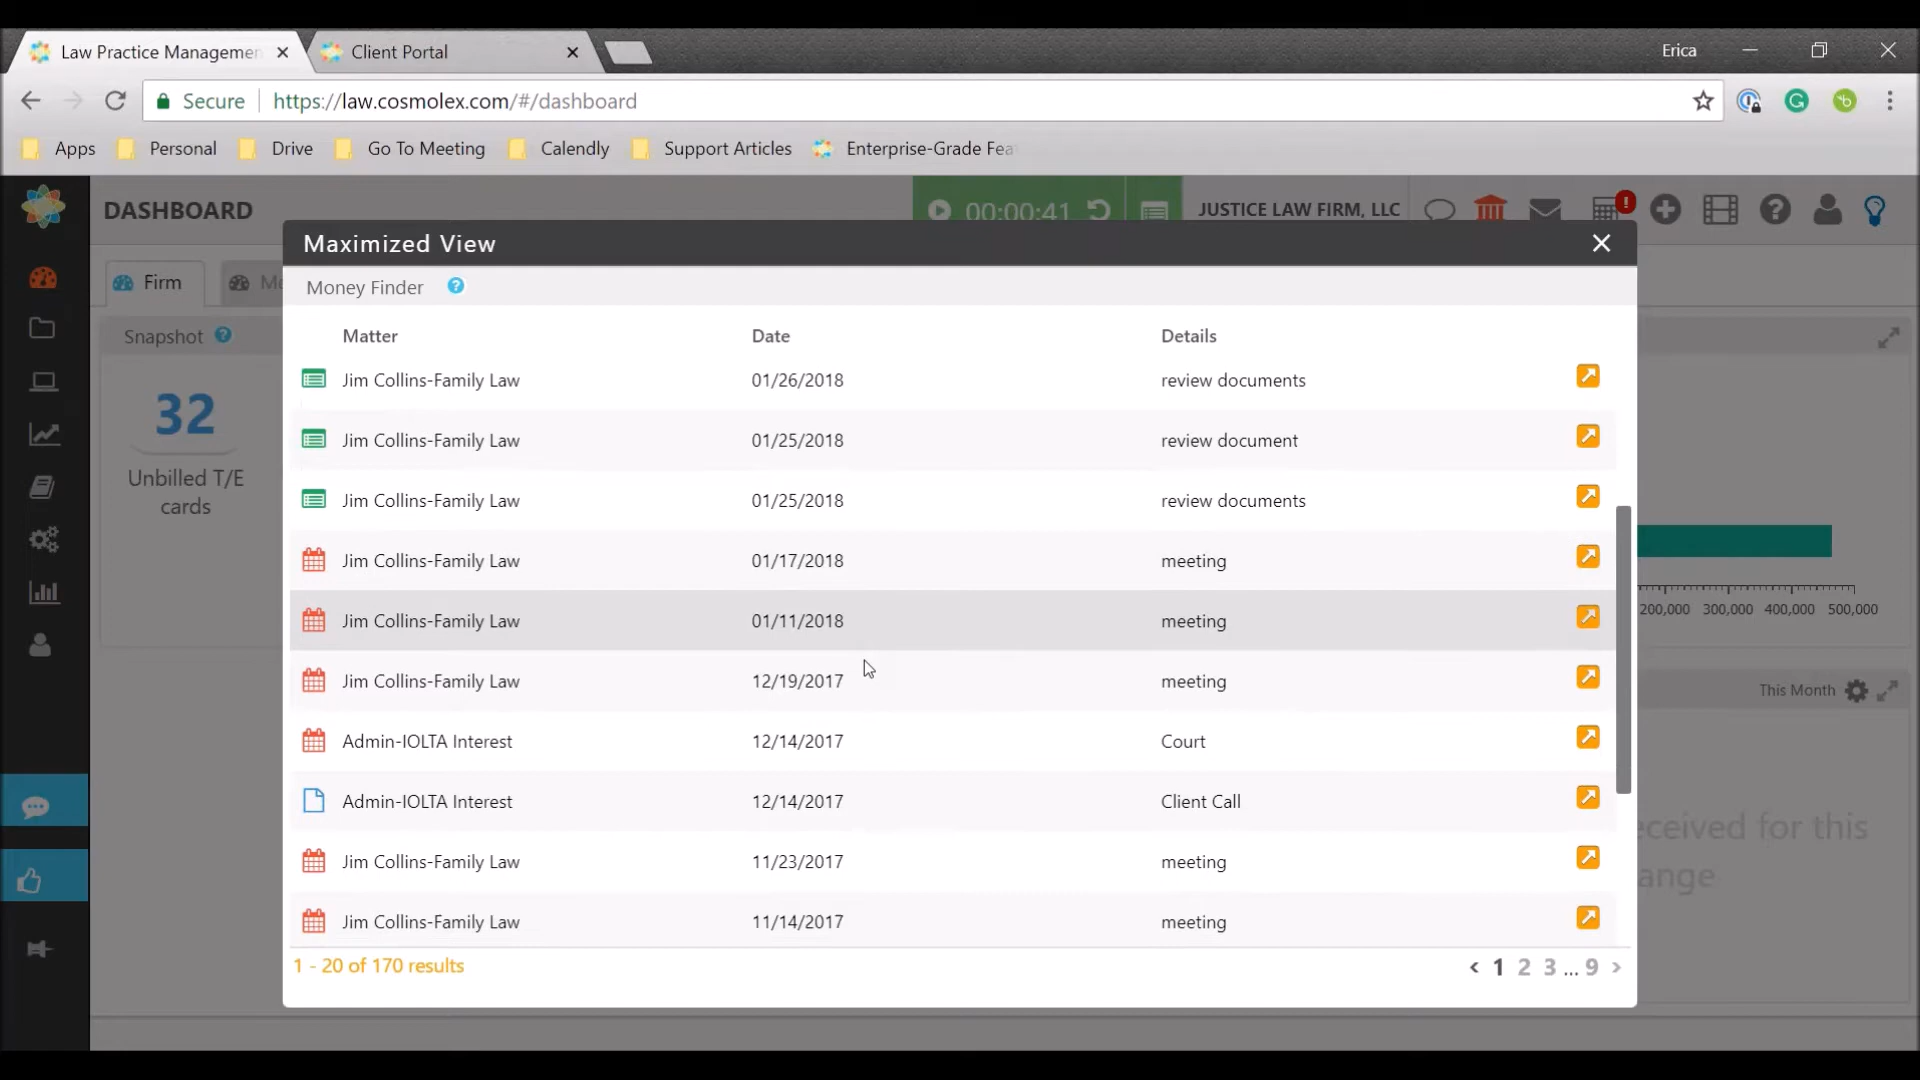 Law Practice Managemen
Client Portal
Erica
Secure
https://law.cosmolex.com/#/dashboard
Apps
Personal
Drive
Go To Meeting
Calendly
Support Articles
Enterprise-Grade Fea
DASHBOARD
00:00:41
JUSTICE LAW FIRM, LLC
Maximized View
Firm
Money Finder
Snapshot
Matter Date Details
Jim Collins-Family Law 01/26/2018 review documents
Jim Collins-Family Law 01/25/2018 review document
Jim Collins-Family Law 01/25/2018 review documents
Jim Collins-Family Law 01/17/2018 meeting
Jim Collins-Family Law 01/11/2018 meeting
Jim Collins-Family Law 12/19/2017 meeting
Admin-IOLTA Interest 12/14/2017 Court
Admin-IOLTA Interest 12/14/2017 Client Call
Jim Collins-Family Law 11/23/2017 meeting
Jim Collins-Family Law 11/14/2017 meeting
1 - 20 of 170 results
< 1 2 3 ... 9 >
32
Unbilled T/E
cards
200,000 300,000 400,000 500,000
This Month
eceived for this
ange